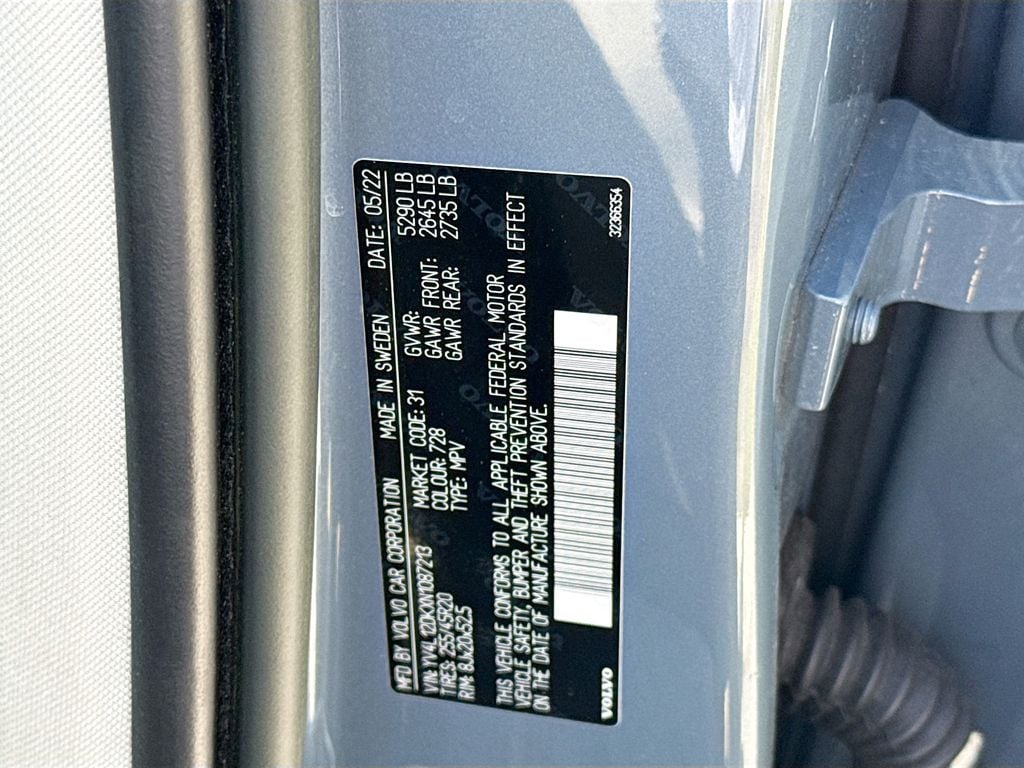 MFD BY VOLVO CAR CORPORATION MADE IN SWEDEN DATE: 05/22
VIN: YV4L12DKXN1087213 MARKET CODE: 31 GVWR: 5290 LB
TIRES: 255/45R20 COLOUR: 728 GAWR FRONT: 2645 LB
RIM: 8Jx20x52.5 TYPE: MPV GAWR REAR: 2735 LB
THIS VEHICLE CONFORMS TO ALL APPLICABLE FEDERAL MOTOR
VEHICLE SAFETY, BUMPER AND THEFT PREVENTION STANDARDS IN EFFECT
ON THE DATE OF MANUFACTURE SHOWN ABOVE.
VOLVO 32366354